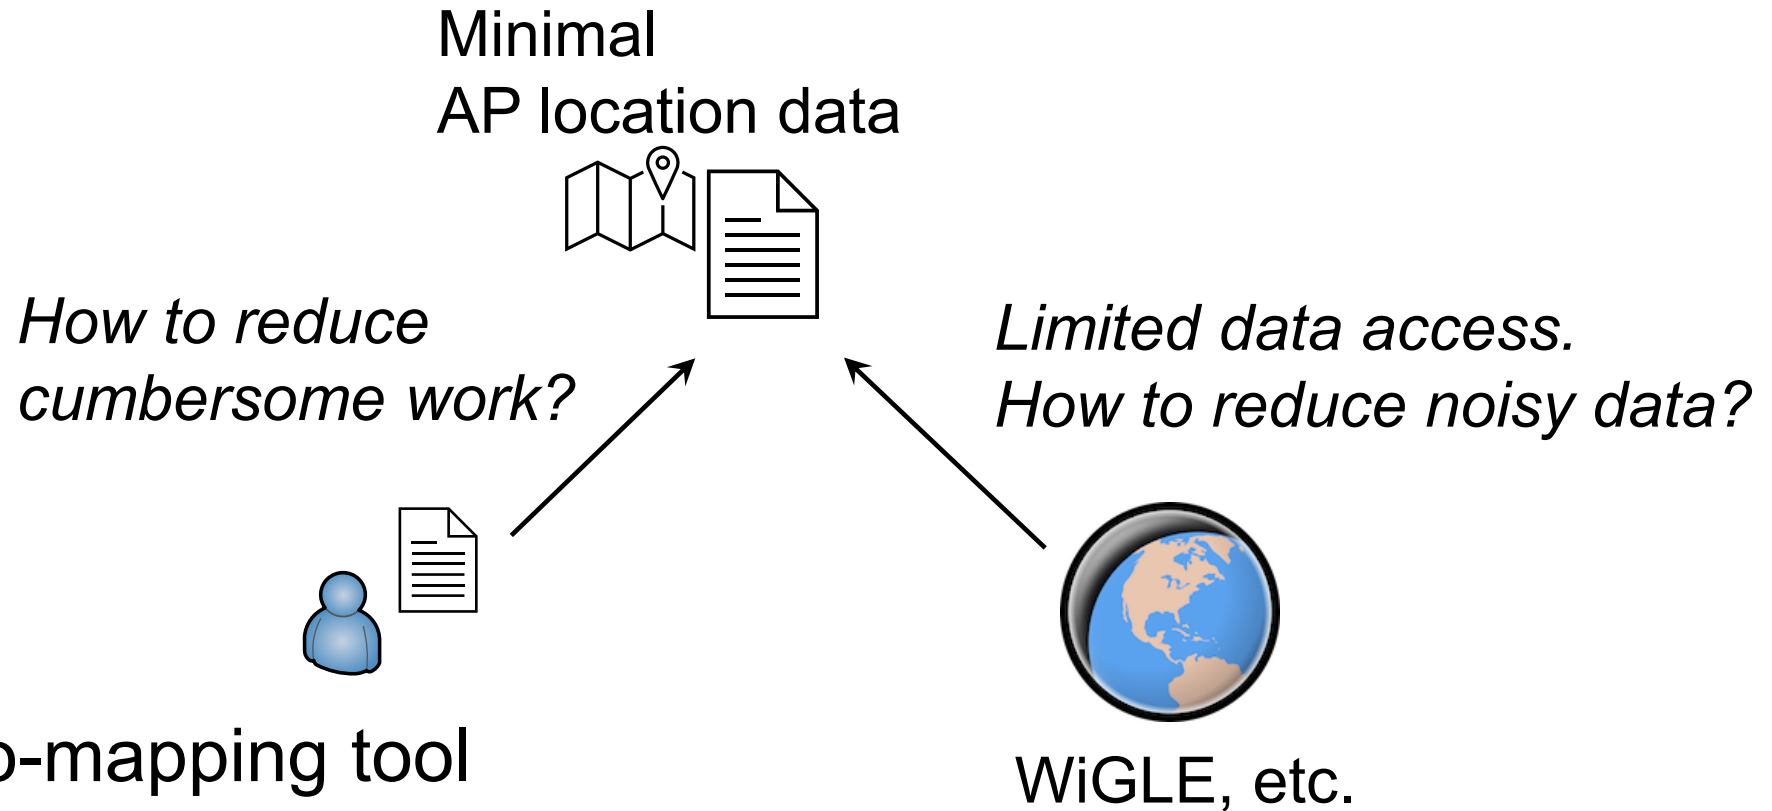 Minimal
AP location data
How to reduce
cumbersome work?
Limited data access.
How to reduce noisy data?
-mapping tool
WiGLE, etc.